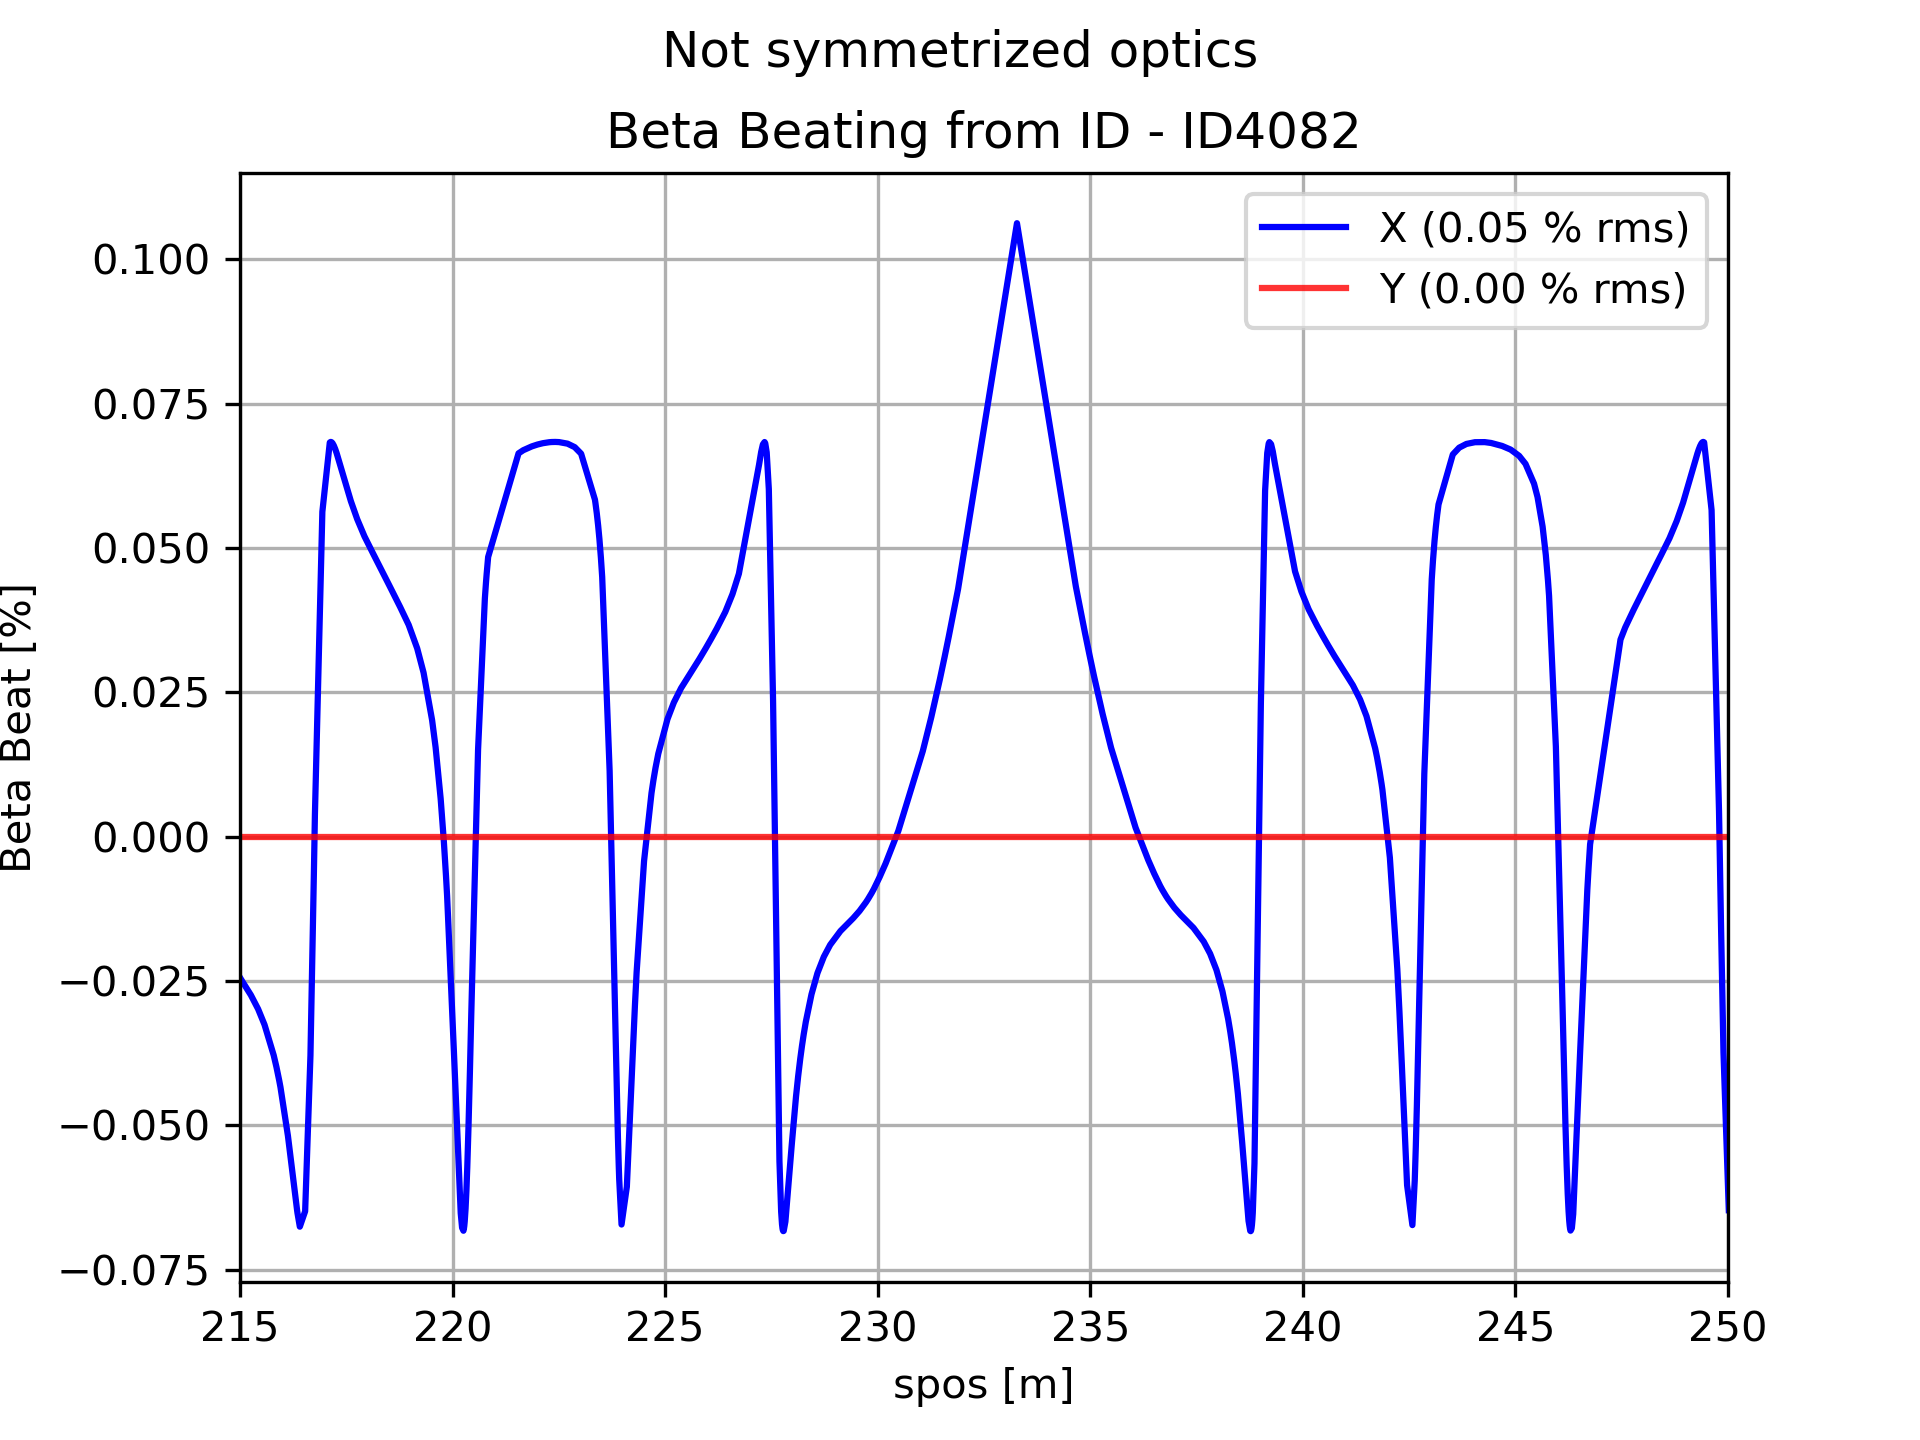 Not symmetrized optics
Beta Beating from ID - ID4082
X (0.05 % rms)
Y (0.00 % rms)
0.100
0.075
0.050
0.025
0.000
−0.025
−0.050
−0.075
Beta Beat [%]
215 220 225 230 235 240 245 250
spos [m]